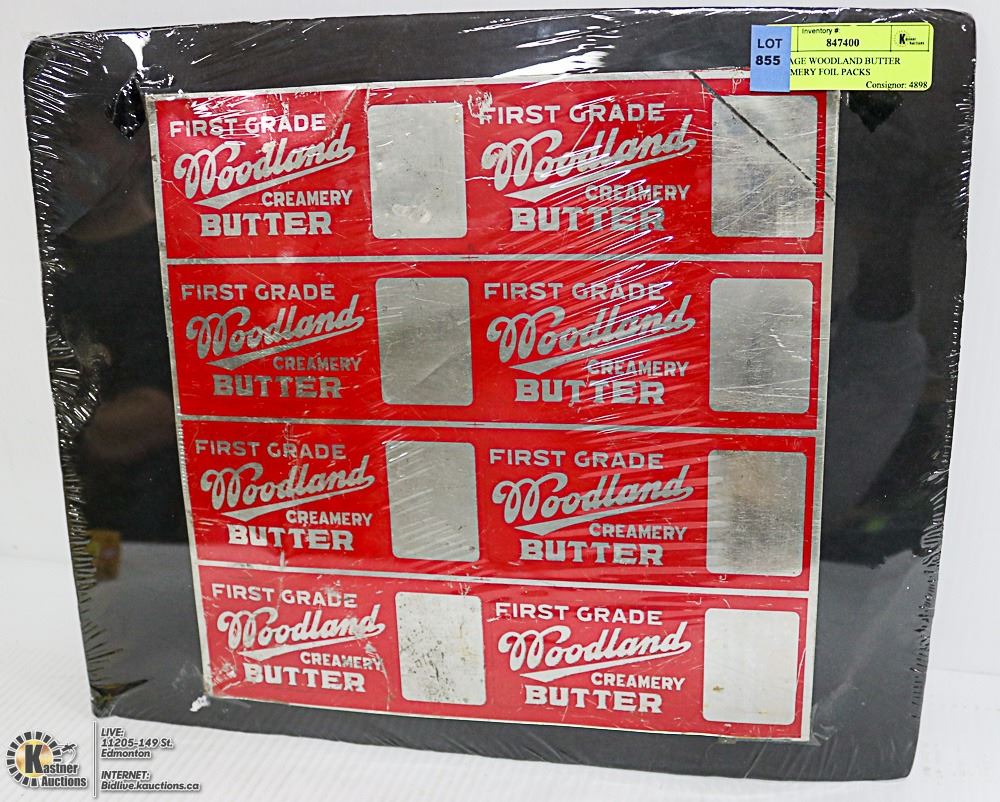 Inventory #:
LOT 847400 Kastner Auctions
855 AGE WOODLAND BUTTER
MERY FOIL PACKS
Consignor: 4898
FIRST GRADE
Woodland
CREAMERY
BUTTER
FIRST GRADE
Woodland
CREAMERY
BUTTER
FIRST GRADE
Woodland
CREAMERY
BUTTER
FIRST GRADE
Woodland
CREAMERY
BUTTER
FIRST GRADE
Woodland
CREAMERY
BUTTER
FIRST GRADE
Woodland
CREAMERY
BUTTER
FIRST GRADE
Woodland
CREAMERY
BUTTER
FIRST GRADE
Woodland
CREAMERY
BUTTER
Kastner
Auctions
LIVE:
11205-149 St.
Edmonton
INTERNET:
Bidlive.kauctions.ca